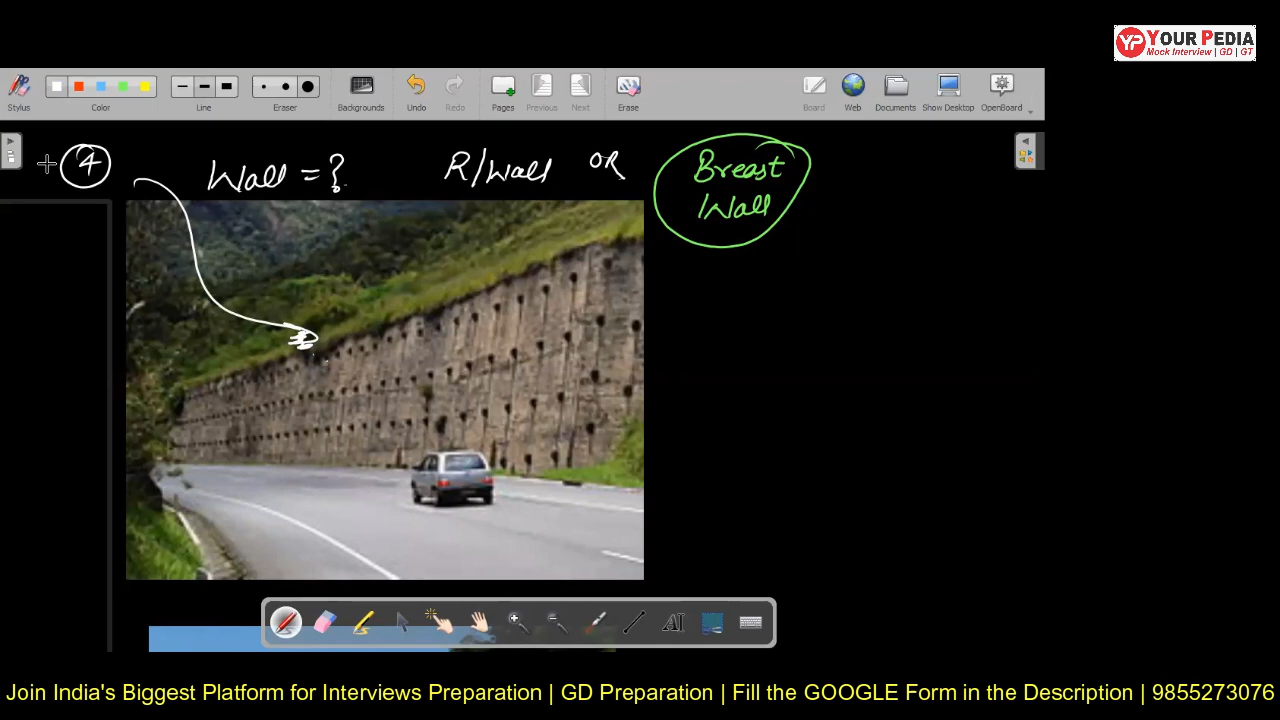 YP YOUR PEDIA
Mock Interview | GD | GT
Stylus Color Line Eraser Backgrounds Undo Redo Pages Previous Next Erase Board Web Documents Show Desktop OpenBoard
4 Wall = ? R/Wall OR Breast
Wall
AI
Join India's Biggest Platform for Interviews Preparation | GD Preparation | Fill the GOOGLE Form in the Description | 9855273076